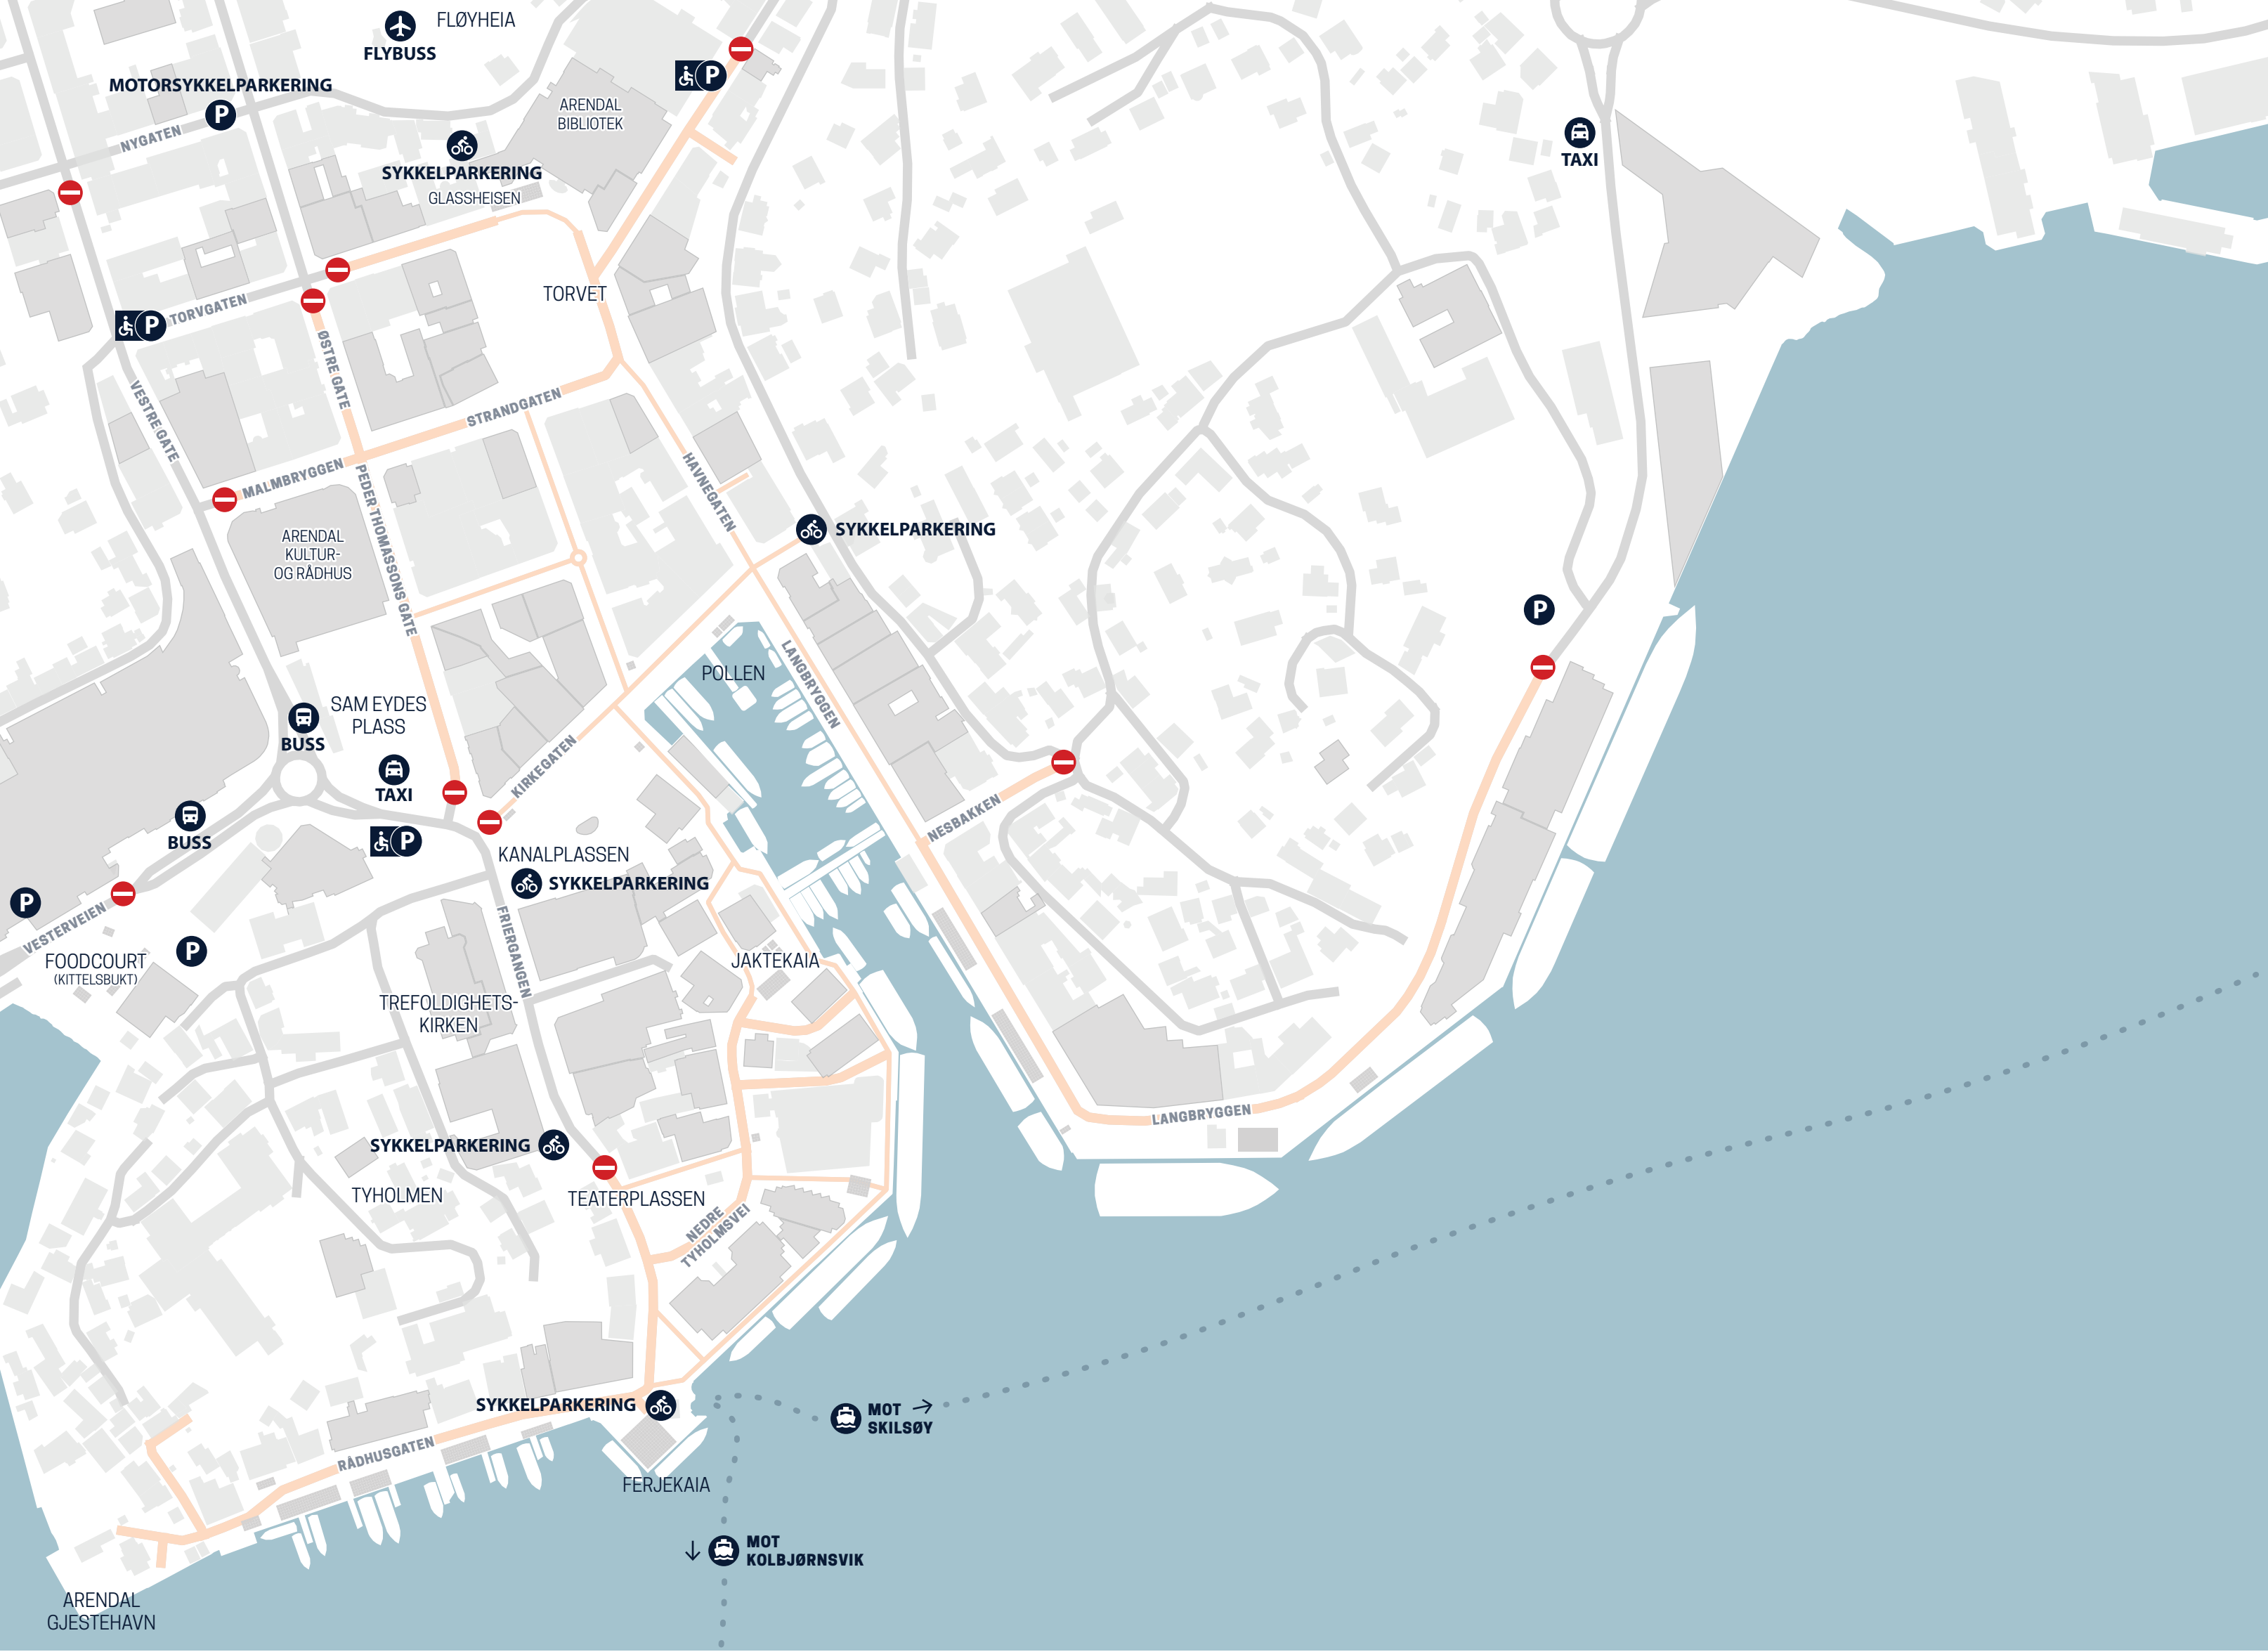 FLØYHEIA
FLYBUSS
MOTORSYKKELPARKERING
P
NYGATEN
P
ARENDAL
BIBLIOTEK
SYKKELPARKERING
GLASSHEISEN
TAXI
TORVET
TORVGATEN
P
ØSTRE GATE
VESTRE GATE
STRANDGATEN
MALMBRYGGEN
PEDER THOMASSONS GATE
HAVNEGATEN
SYKKELPARKERING
ARENDAL
KULTUR-
OG RÅDHUS
P
POLLEN
LANGBRYGGEN
SAM EYDES
PLASS
BUSS
TAXI
KIRKEGATEN
BUSS
P
NESBAKKEN
KANALPLASSEN
SYKKELPARKERING
P
VESTERVEIEN
P
FRIERGANGEN
FOODCOURT
(KITTELSBUKT)
JAKTEKAIA
TREFOLDIGHETS-
KIRKEN
LANGBRYGGEN
SYKKELPARKERING
TEATERPLASSEN
TYHOLMEN
NEDRE
TYHOLMSVEI
SYKKELPARKERING
MOT
SKILSØY
RÅDHUSGATEN
FERJEKAIA
MOT
KOLBJØRNSVIK
ARENDAL
GJESTEHAVN